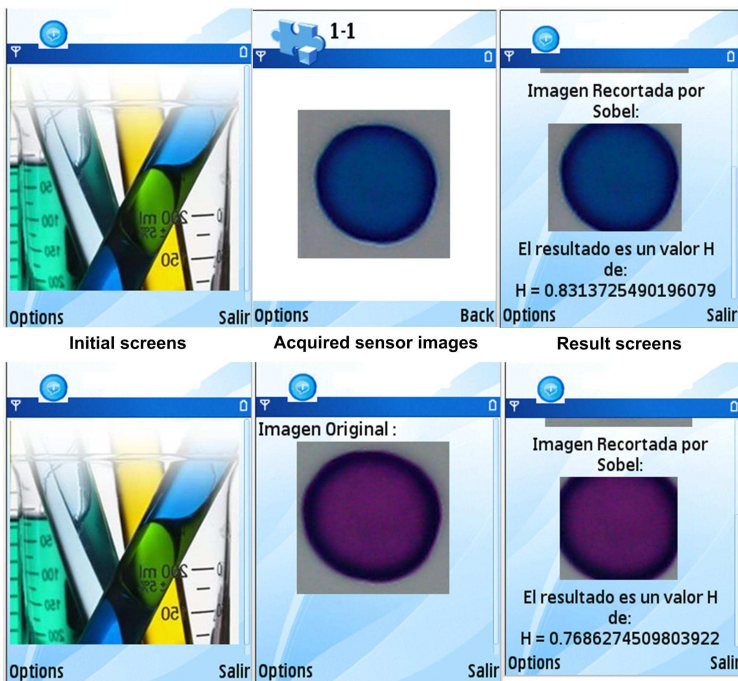 1-1
Imagen Recortada por
Sobel:
El resultado es un valor H
de:
H = 0.8313725490196079
Options
Salir
Options
Back
Options
Salir
Initial screens
Acquired sensor images
Result screens
Imagen Original :
Imagen Recortada por
Sobel:
El resultado es un valor H
de:
H = 0.7686274509803922
Options
Salir
Options
Salir
Options
Salir